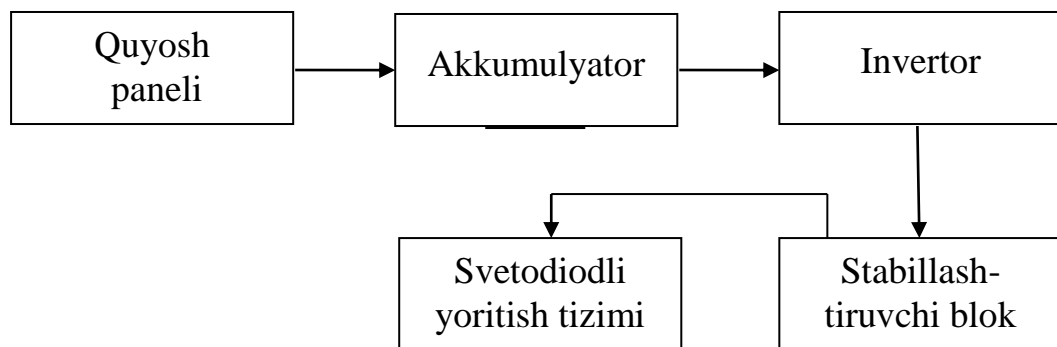 Quyosh
paneli
Akkumulyator
Invertor
Svetodiodli
yoritish tizimi
Stabillash-
tiruvchi blok